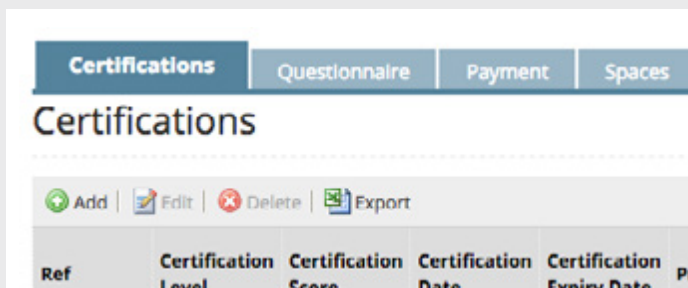 Certifications Questionnaire Payment Spaces
Certifications
Add Edit Delete Export
Ref Certification Level Certification Score Certification Date Certification Expiry Date